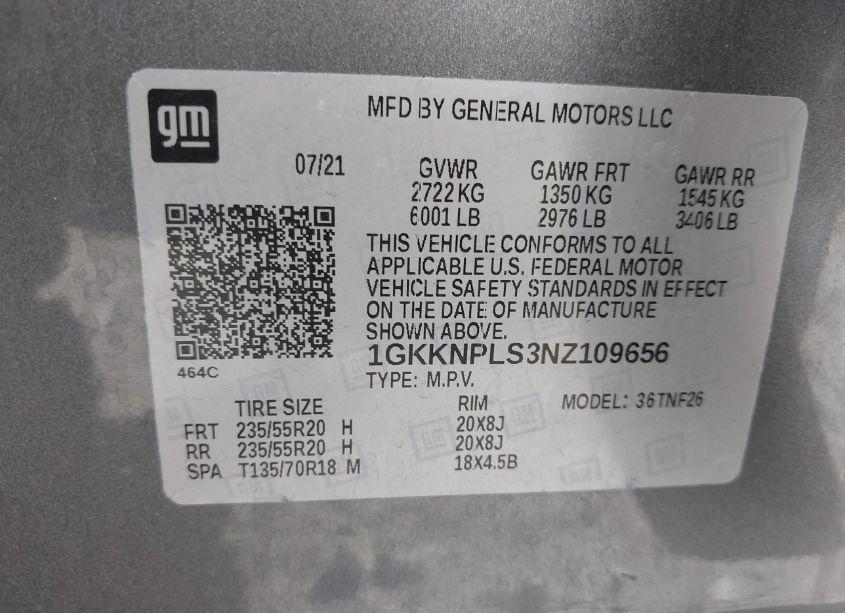 gm
MFD BY GENERAL MOTORS LLC
07/21
GVWR GAWR FRT GAWR RR
2722 KG 1350 KG 1545 KG
6001 LB 2976 LB 3406 LB
THIS VEHICLE CONFORMS TO ALL
APPLICABLE U.S. FEDERAL MOTOR
VEHICLE SAFETY STANDARDS IN EFFECT
ON THE DATE OF MANUFACTURE
SHOWN ABOVE.
1GKKNPLS3NZ109656
464C
TYPE: M.P.V.
TIRE SIZE RIM MODEL: 36TNF26
FRT 235/55R20 H 20X8J
RR 235/55R20 H 20X8J
SPA T135/70R18 M 18X4.5B